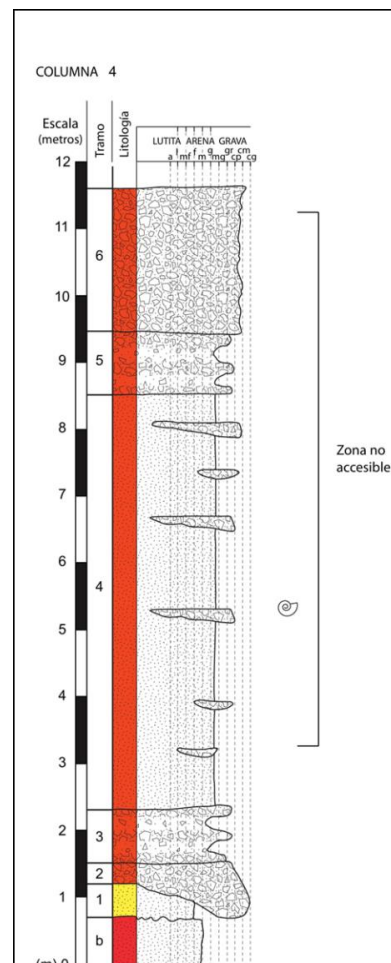 COLUMNA 4
Escala
(metros)
Tramo
Litología
LUTITA ARENA GRAVA
a mf f m g mg gr cp cm cg
12
11
10
9
8
7
6
5
4
3
2
1
6
5
4
3
2
1
b
Zona no
accesible
(m) 0